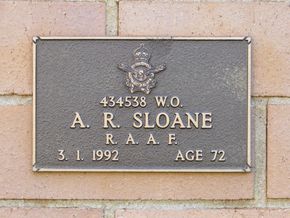 434538 W.O.
A. R. SLOANE
R. A. A. F.
3. 1. 1992 AGE 72